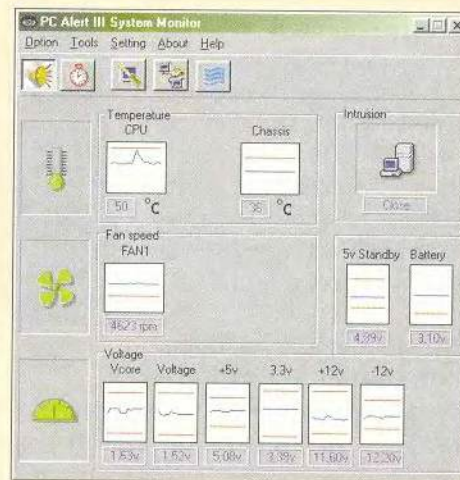 PC Alert III System Monitor
Option Tools Setting About Help
Temperature
CPU
Chassis
Intrusion
50 °C
36 °C
Close
Fan speed
FAN1
5v Standby Battery
4623 rpm
4.99v 3.10v
Voltage
Vcore Voltage +5v 3.3v +12v -12v
1.63v 1.52v 5.08v 3.39v 11.60v -12.20v